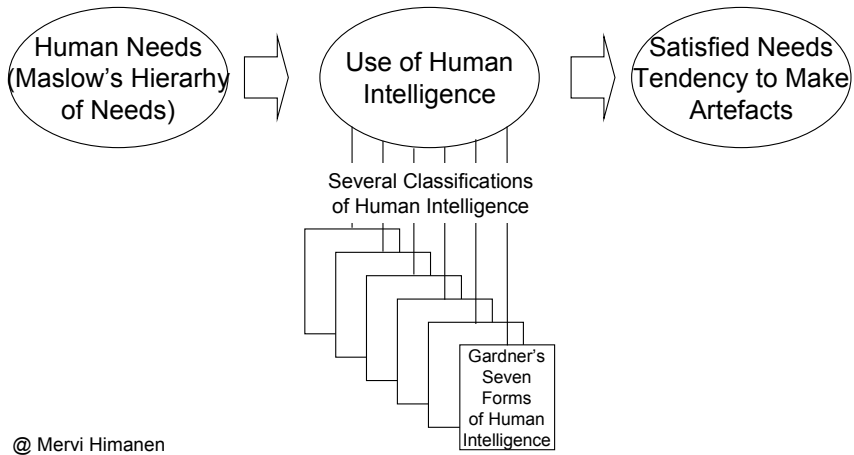 Human Needs
(Maslow's Hierarhy
of Needs)
Use of Human
Intelligence
Satisfied Needs
Tendency to Make
Artefacts
Several Classifications
of Human Intelligence
Gardner's
Seven
Forms
of Human
Intelligence
@ Mervi Himanen